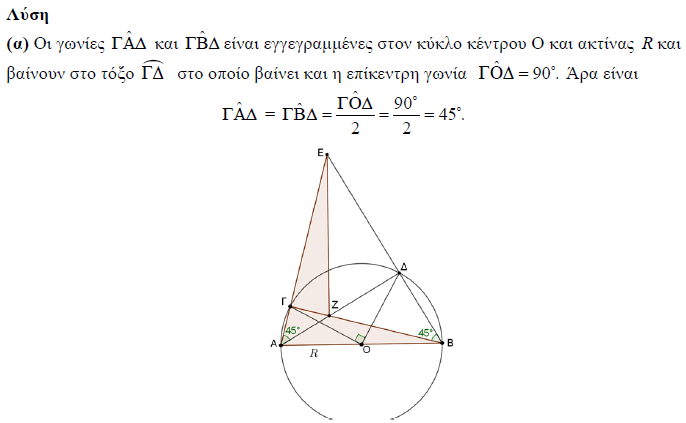 Λύση
(α) Οι γωνίες ΓÂΔ και ΓB̂Δ είναι εγγεγραμμένες στον κύκλο κέντρου Ο και ακτίνας R και
βαίνουν στο τόξο ΓΔ στο οποίο βαίνει και η επίκεντρη γωνία ΓÔΔ = 90°. Άρα είναι
ΓÂΔ = ΓB̂Δ = ΓÔΔ/2 = 90°/2 = 45°.
E
Δ
Γ
Z
45°
45°
A
R
O
B